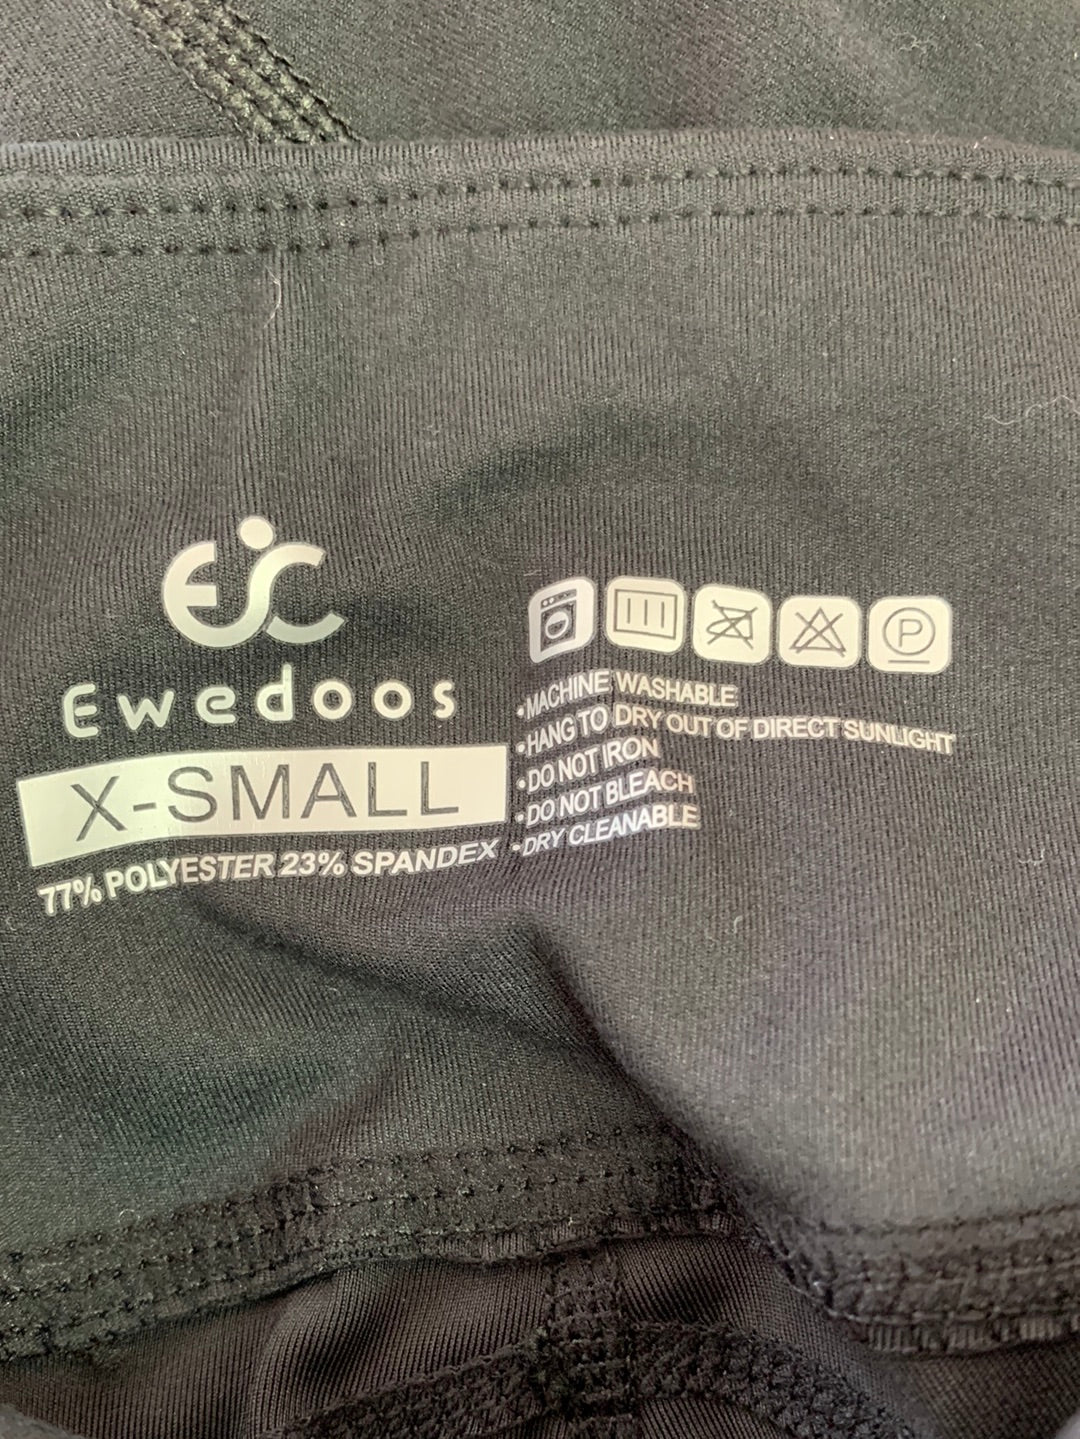 EC
Ewedoos
X-SMALL
77% POLYESTER 23% SPANDEX
P
•MACHINE WASHABLE
•HANG TO DRY OUT OF DIRECT SUNLIGHT
•DO NOT IRON
•DO NOT BLEACH
•DRY CLEANABLE